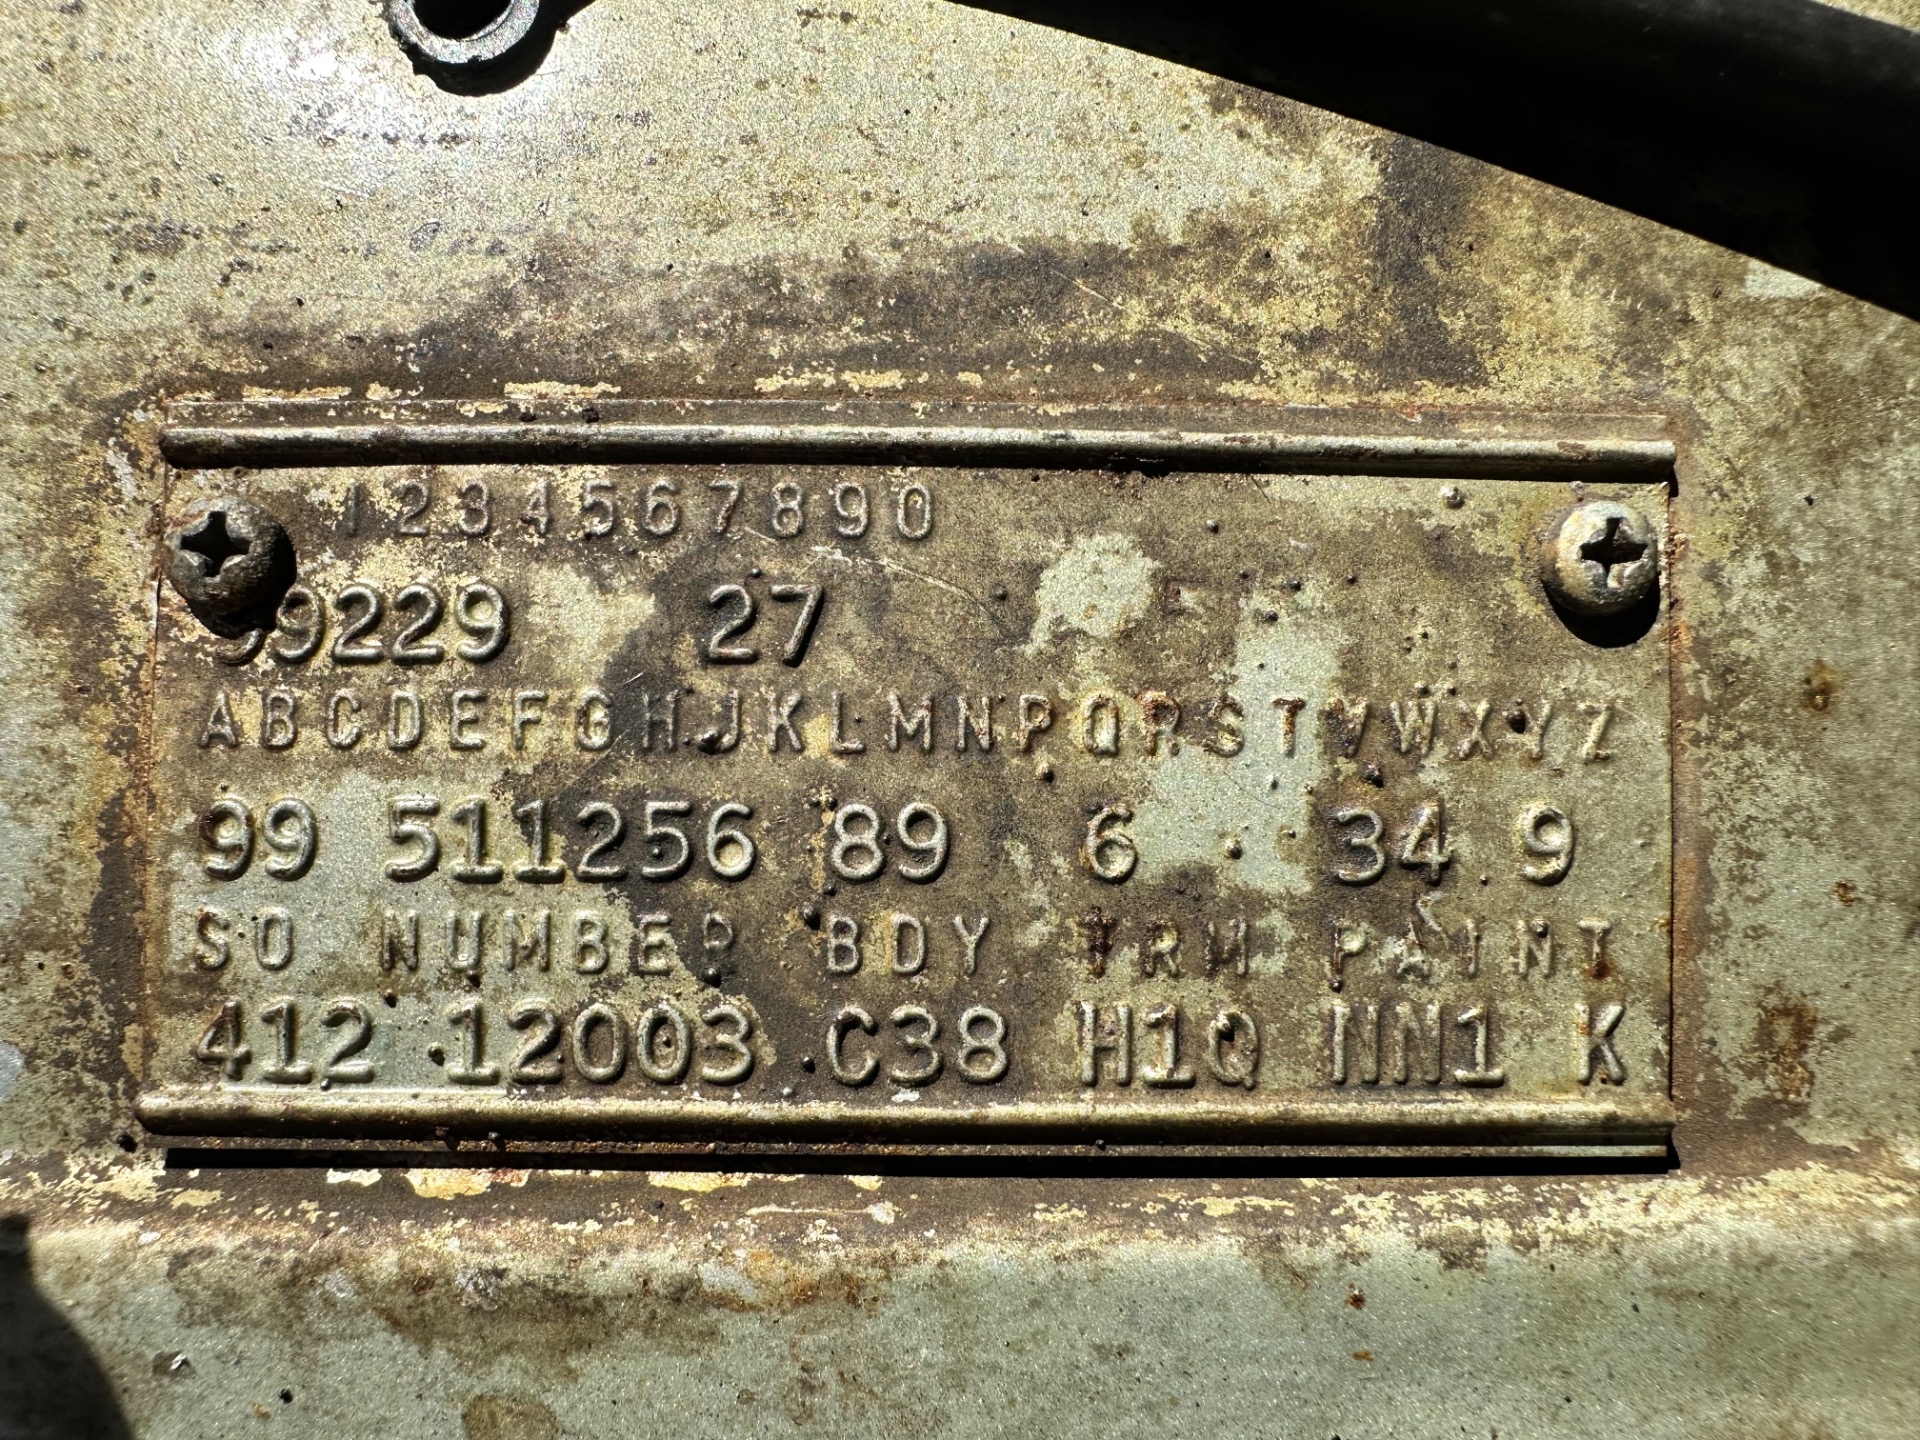 1234567890
99229 27
ABCDEFGHJKLMNPQRSTVWXYZ
99 511256 89 6 34 9
SO NUMBER BDY TRM PAINT
412 12003 C38 H1Q NN1 K